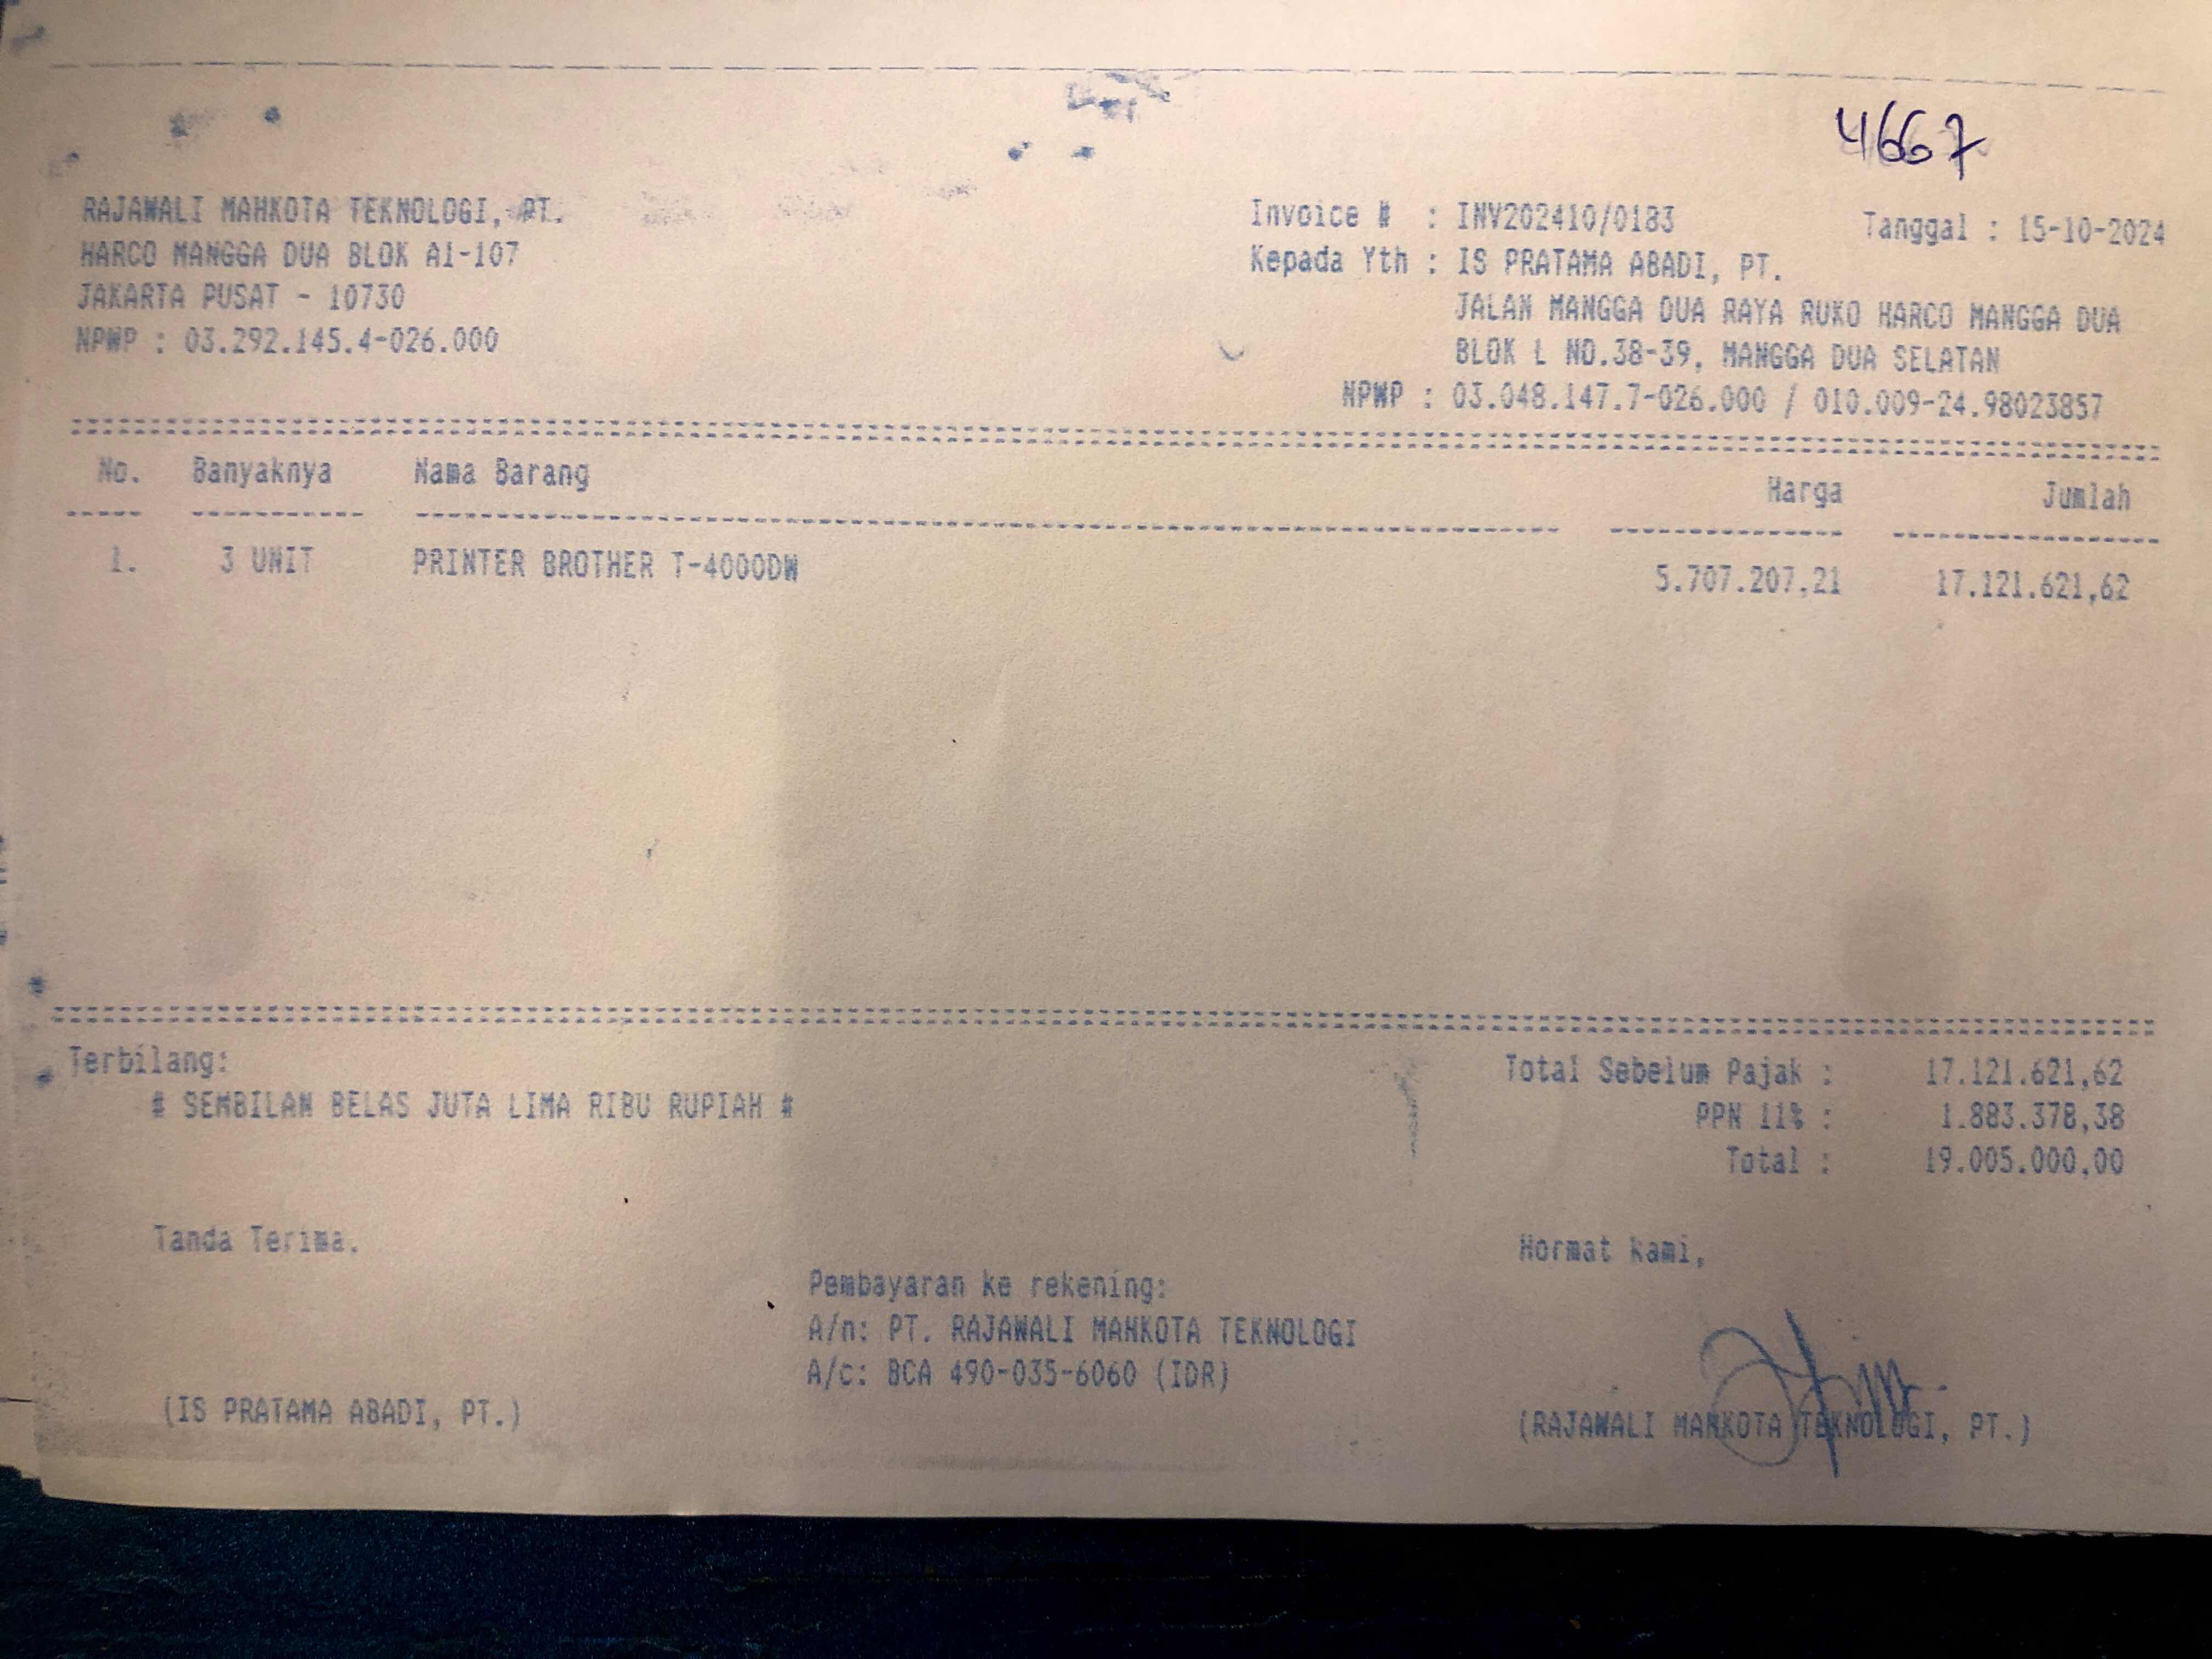 4667
RAJAWALI MAHKOTA TEKNOLOGI, PT.
HARCO MANGGA DUA BLOK A1-107
JAKARTA PUSAT - 10730
NPWP : 03.292.145.4-026.000
Invoice # : INV202410/0183 Tanggal : 15-10-2024
Kepada Yth : IS PRATAMA ABADI, PT.
JALAN MANGGA DUA RAYA RUKO HARCO MANGGA DUA
BLOK L NO.38-39, MANGGA DUA SELATAN
NPWP : 03.048.147.7-026.000 / 010.009-24.98023857
No. Banyaknya Nama Barang Harga Jumlah
1. 3 UNIT PRINTER BROTHER T-4000DW 5.707.207,21 17.121.621,62
Terbilang:
# SEMBILAN BELAS JUTA LIMA RIBU RUPIAH #
Total Sebelum Pajak : 17.121.621,62
PPN 11% : 1.883.378,38
Total : 19.005.000,00
Tanda Terima.
(IS PRATAMA ABADI, PT.)
Pembayaran ke rekening:
A/n: PT. RAJAWALI MAHKOTA TEKNOLOGI
A/c: BCA 490-035-6060 (IDR)
Hormat kami,
(RAJAWALI MAHKOTA TEKNOLOGI, PT.)